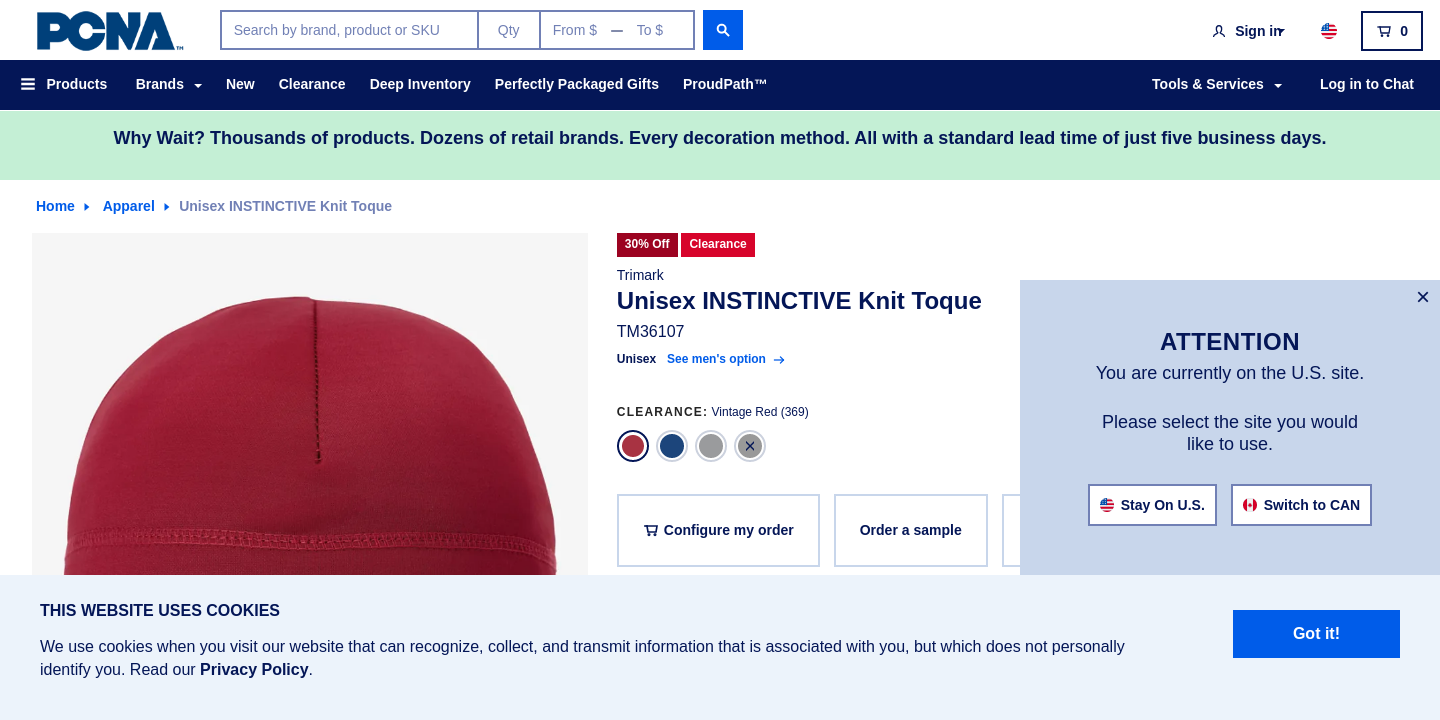 PCNA™
Search by brand, product or SKU
Qty
From $ — To $
Sign in
0
Products
Brands
New
Clearance
Deep Inventory
Perfectly Packaged Gifts
ProudPath™
Tools & Services
Log in to Chat
Why Wait? Thousands of products. Dozens of retail brands. Every decoration method. All with a standard lead time of just five business days.
Home Apparel Unisex INSTINCTIVE Knit Toque
30% Off Clearance
Trimark
Unisex INSTINCTIVE Knit Toque
TM36107
Unisex See men's option
CLEARANCE: Vintage Red (369)
Configure my order
Order a sample
ATTENTION
You are currently on the U.S. site.
Please select the site you would
like to use.
Stay On U.S.
Switch to CAN
THIS WEBSITE USES COOKIES
We use cookies when you visit our website that can recognize, collect, and transmit information that is associated with you, but which does not personally
identify you. Read our Privacy Policy.
Got it!